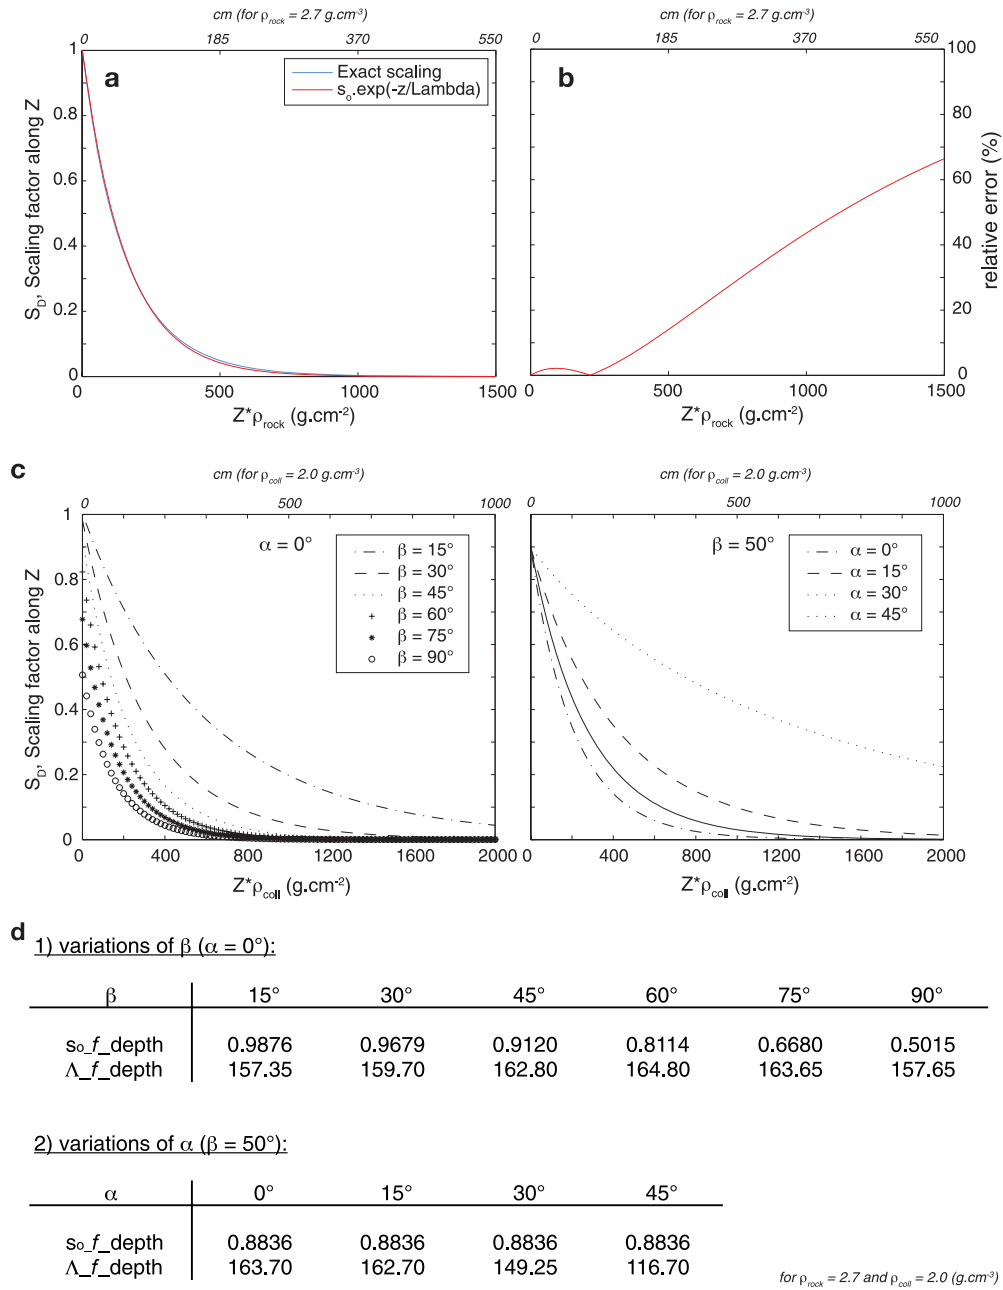 cm (for ρrock = 2.7 g.cm-3)
0 185 370 550
a
Exact scaling
so.exp(-z/Lambda)
1
0.8
0.6
0.4
0.2
0
SD, Scaling factor along Z
0 500 1000 1500
Z*ρrock (g.cm-2)
cm (for ρrock = 2.7 g.cm-3)
0 185 370 550
b
100
80
60
40
20
0
relative error (%)
0 500 1000 1500
Z*ρrock (g.cm-2)
c
cm (for ρcoll = 2.0 g.cm-3)
0 500 1000
α = 0°
β = 15°
β = 30°
β = 45°
β = 60°
β = 75°
β = 90°
1
0.8
0.6
0.4
0.2
0
SD, Scaling factor along Z
0 400 800 1200 1600 2000
Z*ρcoll (g.cm-2)
cm (for ρcoll = 2.0 g.cm-3)
0 500 1000
β = 50°
α = 0°
α = 15°
α = 30°
α = 45°
0 400 800 1200 1600 2000
Z*ρcoll (g.cm-2)
d
1) variations of β (α = 0°):
β 15° 30° 45° 60° 75° 90°
so_f_depth 0.9876 0.9679 0.9120 0.8114 0.6680 0.5015
Λ_f_depth 157.35 159.70 162.80 164.80 163.65 157.65
2) variations of α (β = 50°):
α 0° 15° 30° 45°
so_f_depth 0.8836 0.8836 0.8836 0.8836
Λ_f_depth 163.70 162.70 149.25 116.70
for ρrock = 2.7 and ρcoll = 2.0 (g.cm-3)